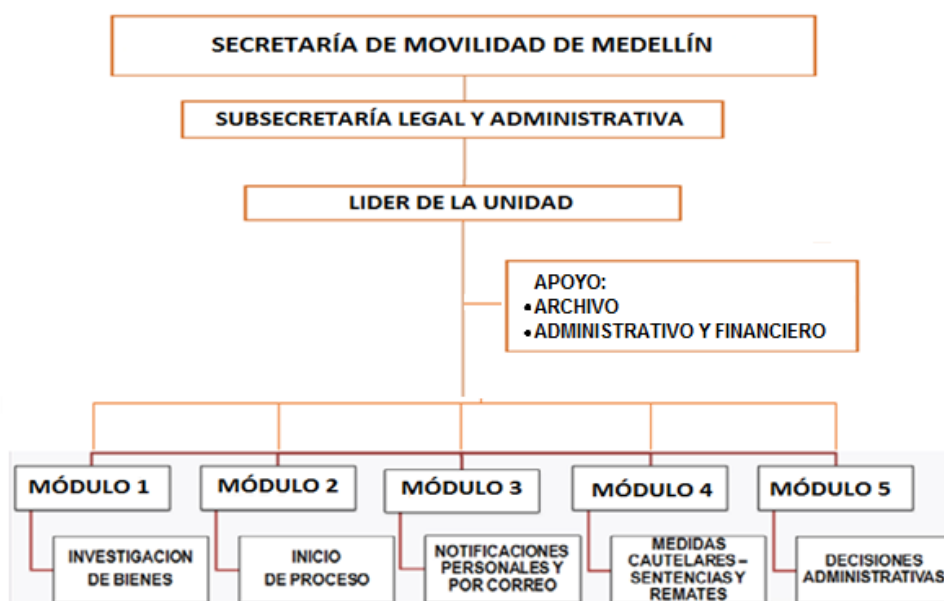 SECRETARÍA DE MOVILIDAD DE MEDELLÍN
SUBSECRETARÍA LEGAL Y ADMINISTRATIVA
LIDER DE LA UNIDAD
APOYO:
•ARCHIVO
•ADMINISTRATIVO Y FINANCIERO
MÓDULO 1
MÓDULO 2
MÓDULO 3
MÓDULO 4
MÓDULO 5
INVESTIGACION
DE BIENES
INICIO
DE PROCESO
NOTIFICACIONES
PERSONALES Y
POR CORREO
MEDIDAS
CAUTELARES –
SENTENCIAS Y
REMATES
DECISIONES
ADMINISTRATIVAS